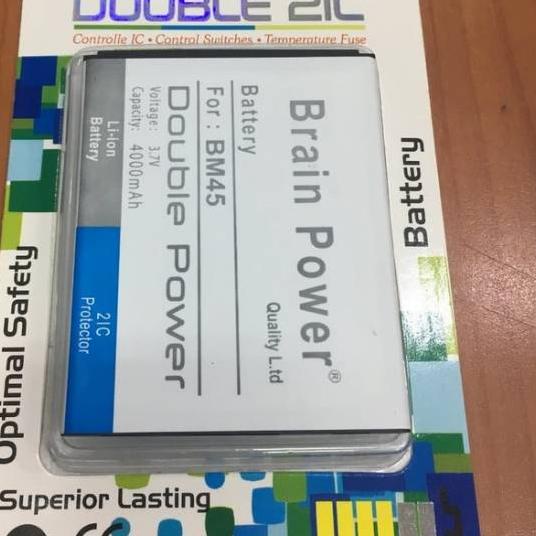 DOUBLE 2IC
Controlle IC • Control Switches • Temperature Fuse
Brain Power®
Quality L.td
Battery
For : BM45
Double Power
Voltage: 3.7V
Capacity: 4000mAh
Li-Ion
Battery
2IC
Protector
Battery
Optimal Safety
Superior Lasting
CE